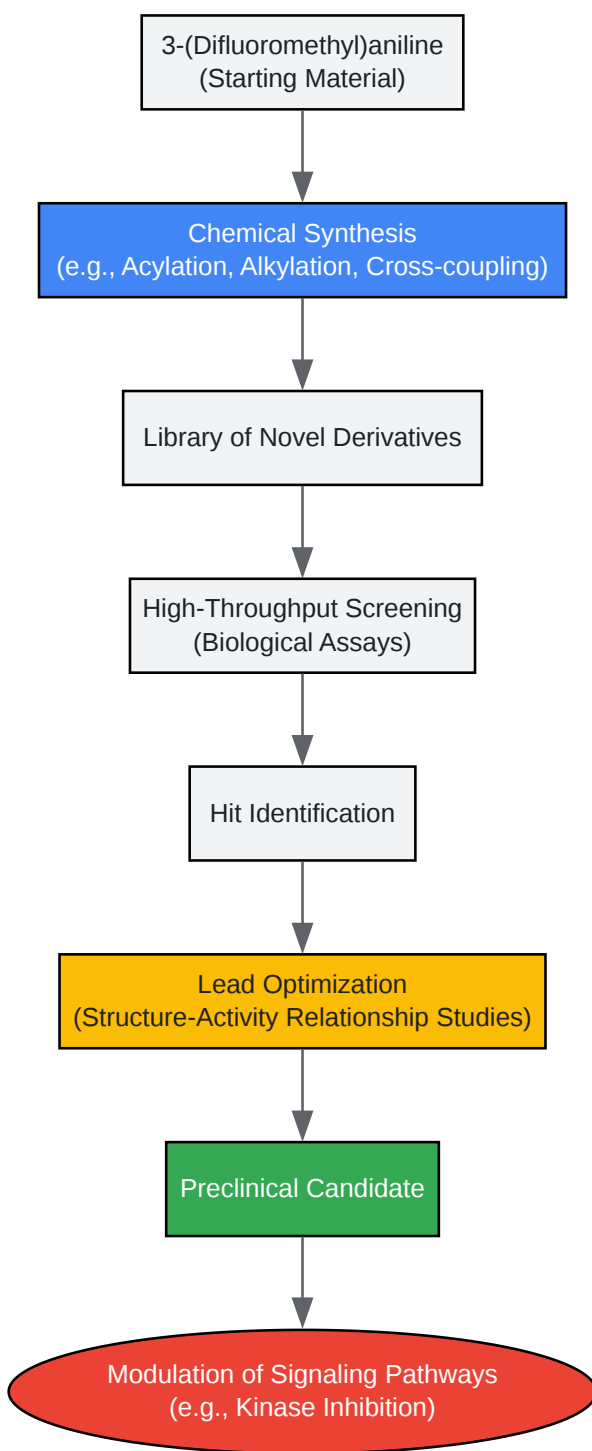 3-(Difluoromethyl)aniline
(Starting Material)
Chemical Synthesis
(e.g., Acylation, Alkylation, Cross-coupling)
Library of Novel Derivatives
High-Throughput Screening
(Biological Assays)
Hit Identification
Lead Optimization
(Structure-Activity Relationship Studies)
Preclinical Candidate
Modulation of Signaling Pathways
(e.g., Kinase Inhibition)